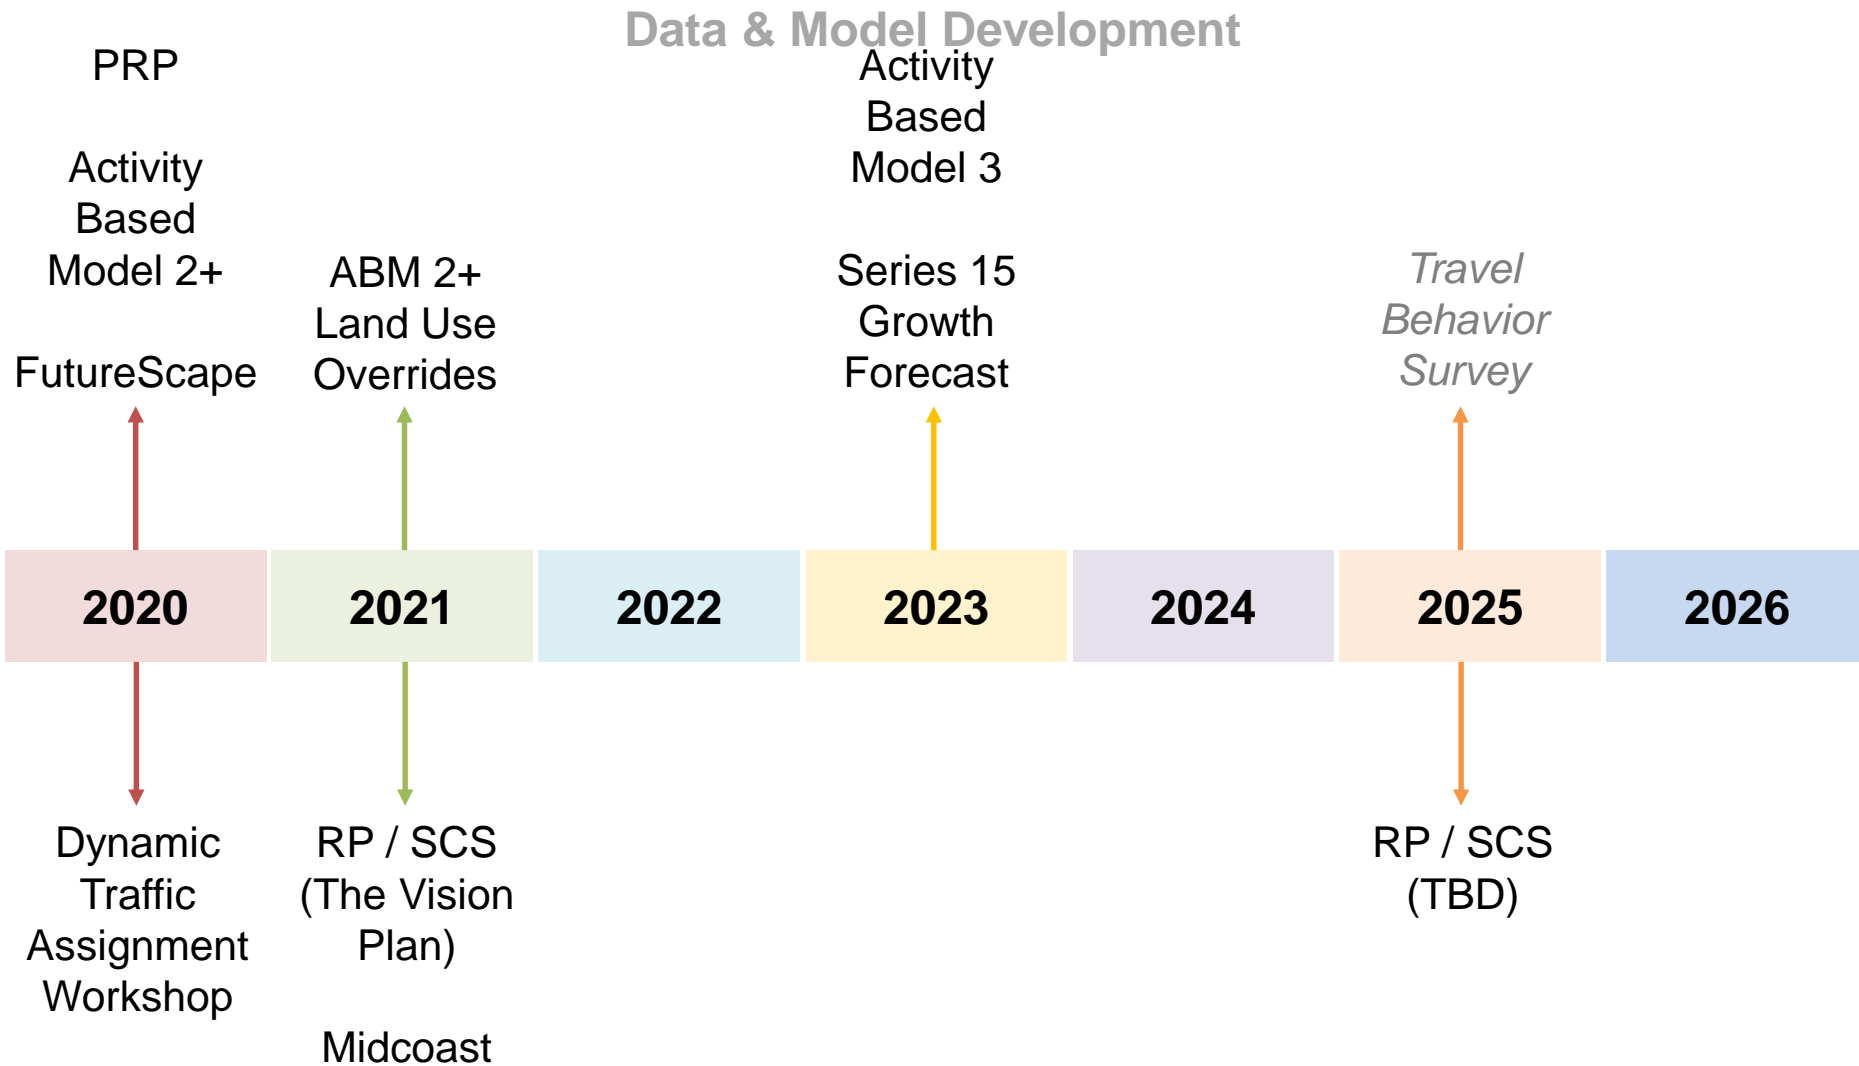 Data & Model Development
PRP
Activity
Based
Model 2+
FutureScape
ABM 2+
Land Use
Overrides
Activity
Based
Model 3
Series 15
Growth
Forecast
Travel
Behavior
Survey
2020
2021
2022
2023
2024
2025
2026
Dynamic
Traffic
Assignment
Workshop
RP / SCS
(The Vision
Plan)
Midcoast
RP / SCS
(TBD)